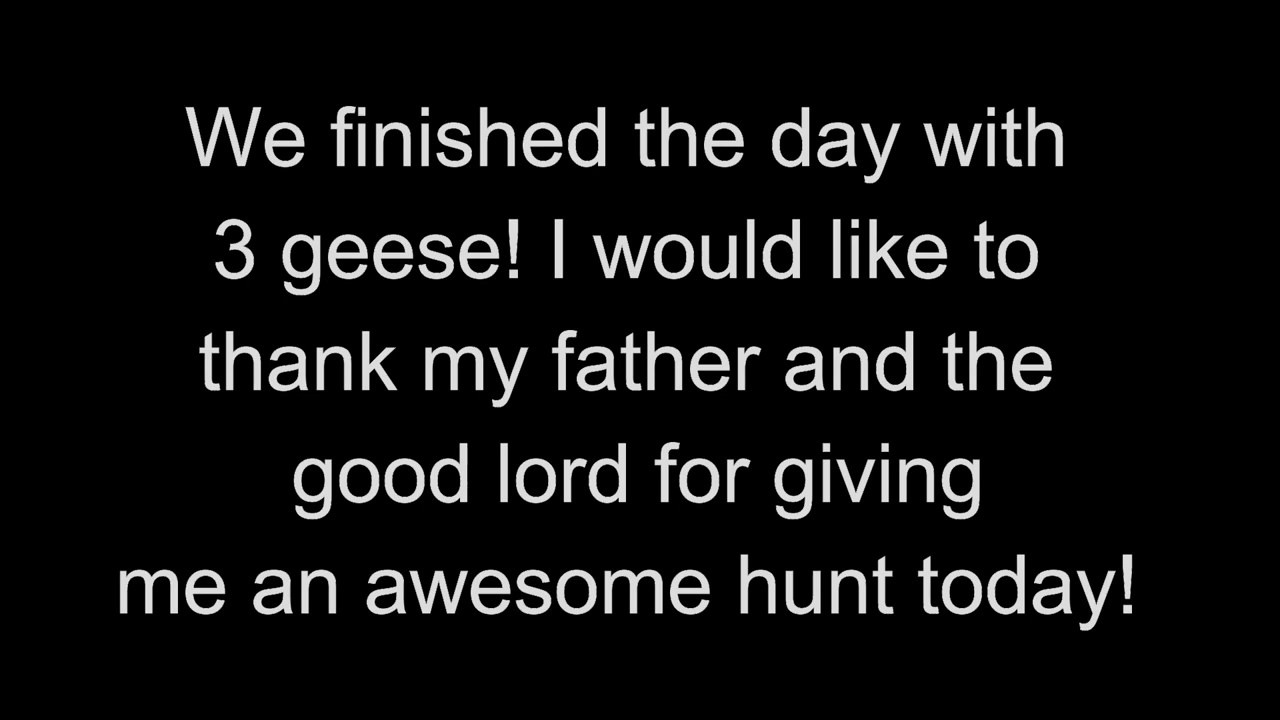 We finished the day with
3 geese! I would like to
thank my father and the
good lord for giving
me an awesome hunt today!